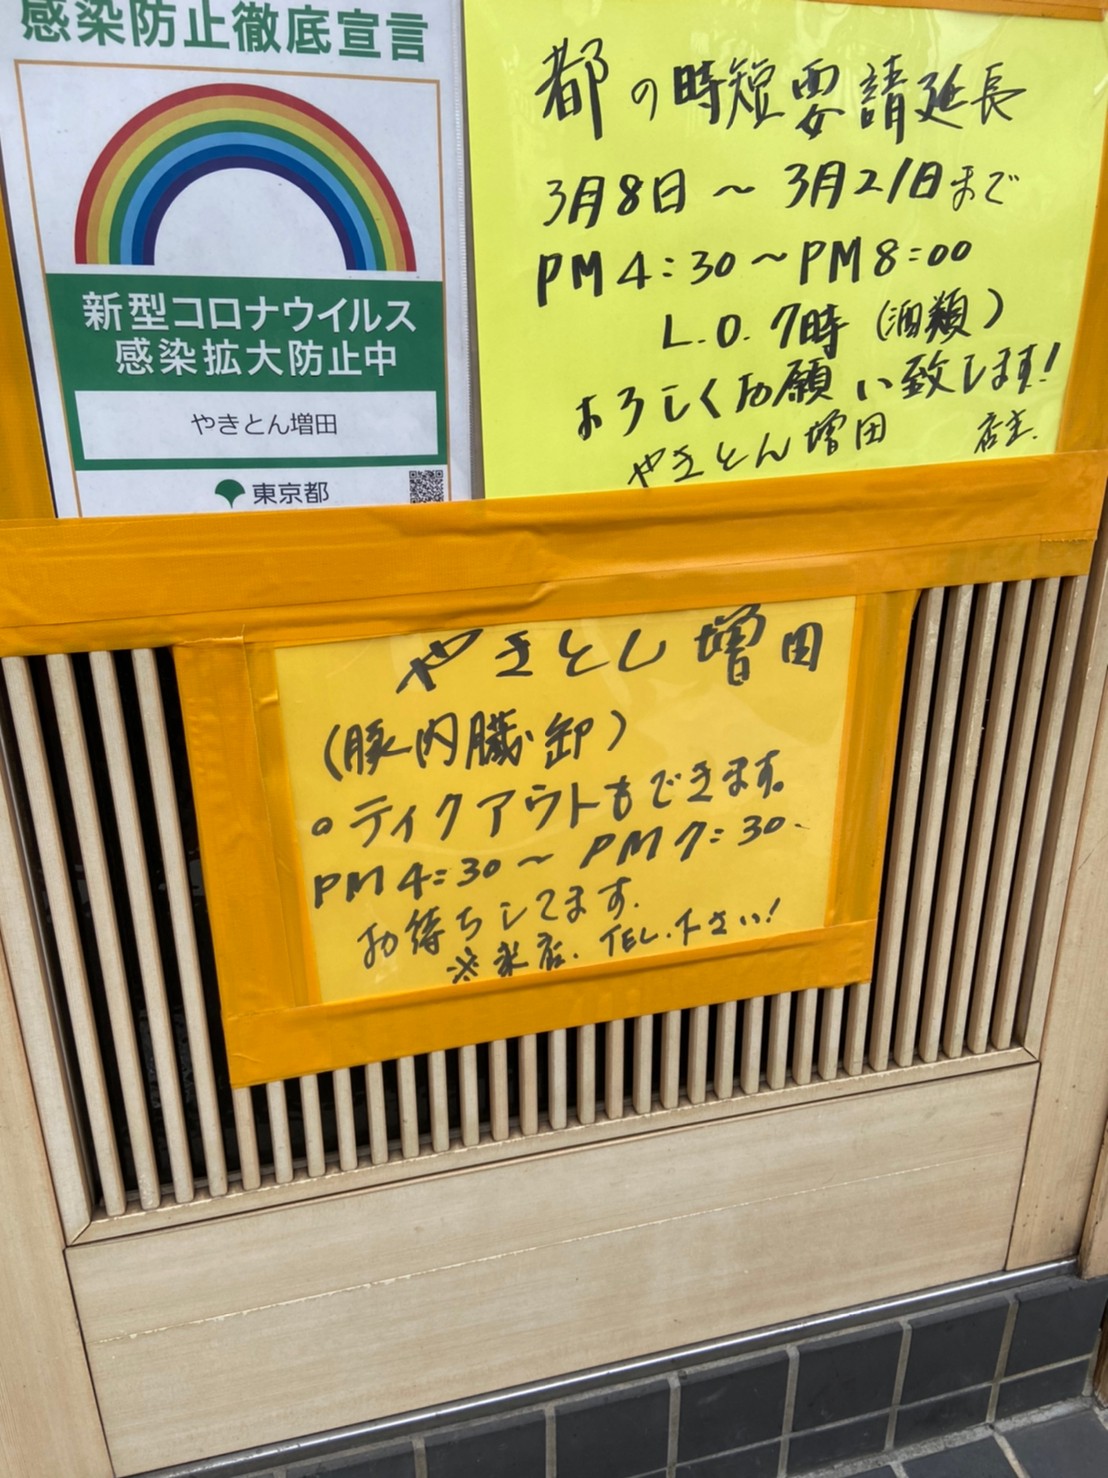 感染防止徹底宣言
新型コロナウイルス
感染拡大防止中
やきとん増田
東京都
都の時短要請延長
3月8日～3月21日まで
PM4:30～PM8:00
L.O.7時(酒類)
よろしくお願い致します!
やきとん増田 店主.
やきとん増田
(豚内臓卸)
○テイクアウトもできます。
PM4:30～PM7:30.
お待ちしてます.
※来店.TEL.下さい!